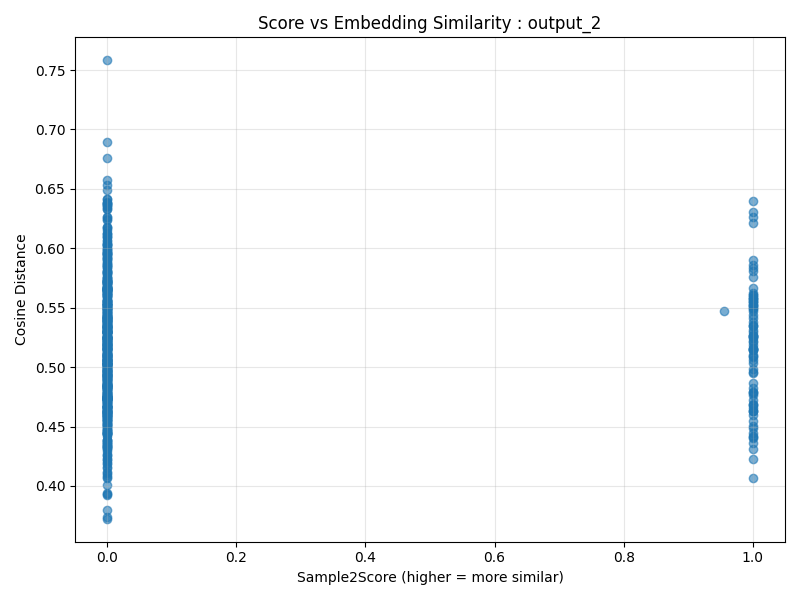 Score vs Embedding Similarity : output_2
Cosine Distance
0.75
0.70
0.65
0.60
0.55
0.50
0.45
0.40
0.0 0.2 0.4 0.6 0.8 1.0
Sample2Score (higher = more similar)